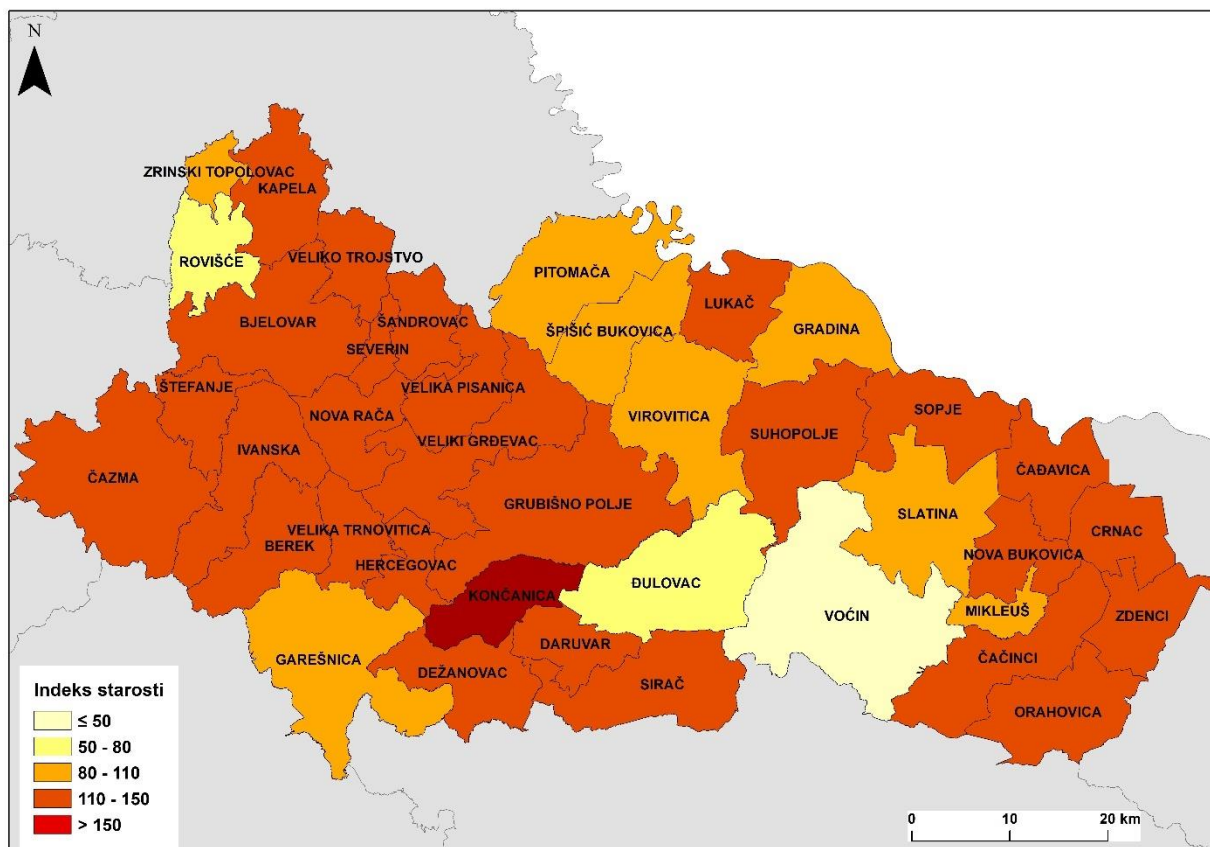 N
ZRINSKI TOPOLOVAC
KAPELA
ROVIŠĆE
VELIKO TROJSTVO
PITOMAČA
LUKAČ
BJELOVAR
ŠANDROVAC
ŠPIŠIĆ BUKOVICA
GRADINA
SEVERIN
ŠTEFANJE
VELIKA PISANICA
NOVA RAČA
VIROVITICA
SOPJE
SUHOPOLJE
VELIKI GRĐEVAC
IVANSKA
ČAZMA
ČAĐAVICA
GRUBIŠNO POLJE
SLATINA
VELIKA TRNOVITICA
CRNAC
BEREK
NOVA BUKOVICA
HERCEGOVAC
ĐULOVAC
KONČANICA
MIKLEUŠ
VOĆIN
ZDENCI
DARUVAR
GAREŠNICA
ČAČINCI
DEŽANOVAC
SIRAČ
ORAHOVICA
Indeks starosti
≤ 50
50 - 80
80 - 110
110 - 150
> 150
0 10 20 km